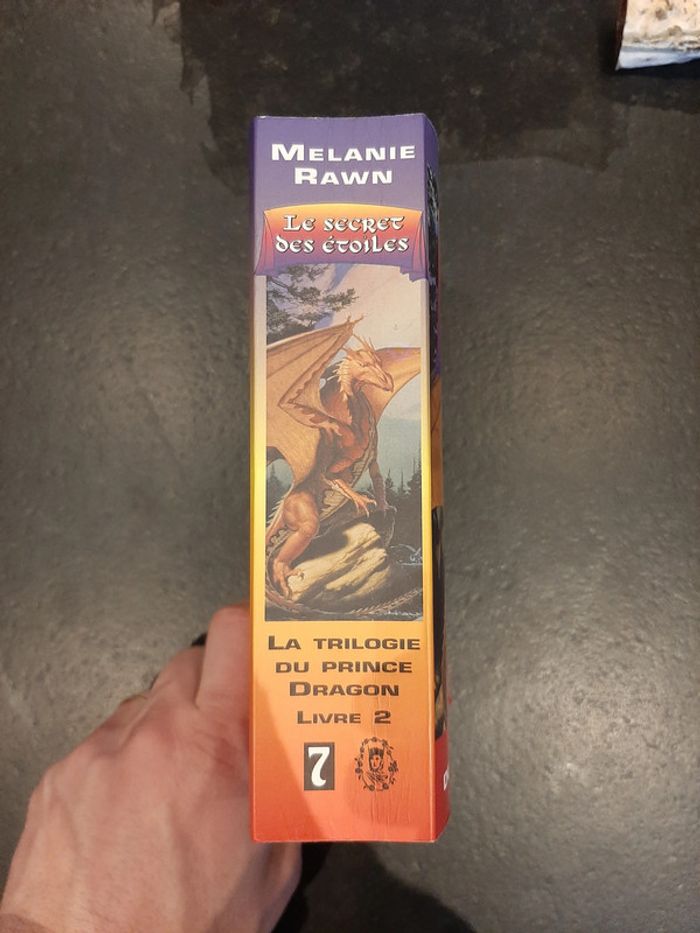 MELANIE
RAWN
Le secret
des étoiles
LA TRILOGIE
DU PRINCE
DRAGON
LIVRE 2
7